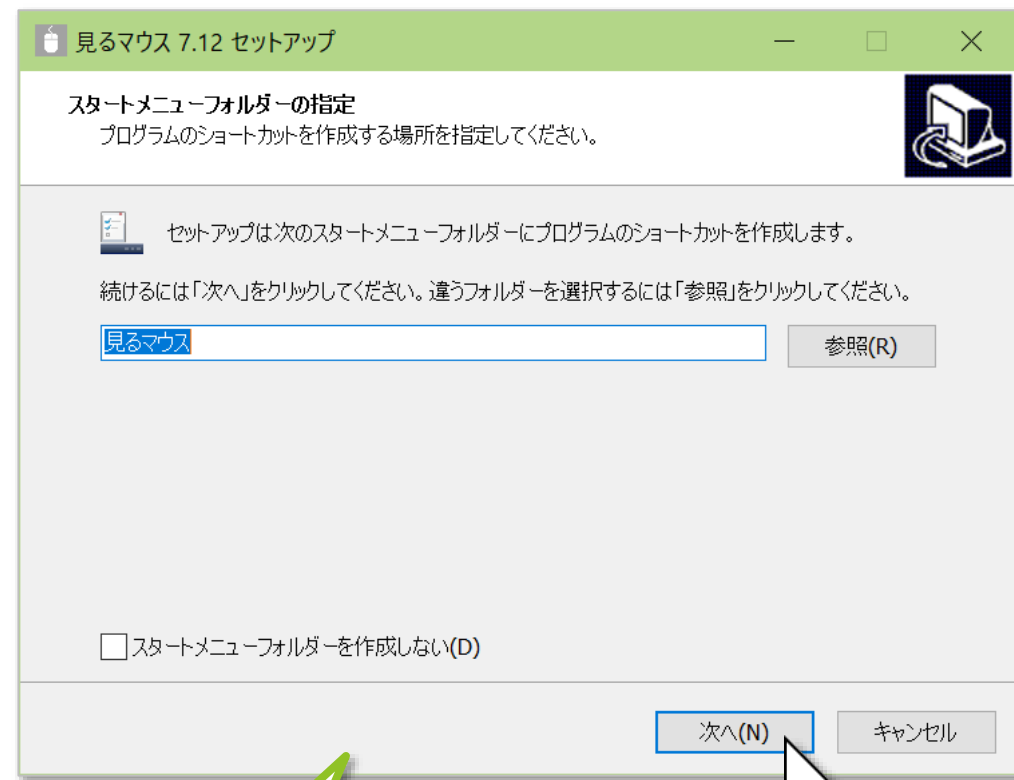 見るマウス 7.12 セットアップ
スタートメニューフォルダーの指定
プログラムのショートカットを作成する場所を指定してください。
セットアップは次のスタートメニューフォルダーにプログラムのショートカットを作成します。
続けるには「次へ」をクリックしてください。違うフォルダーを選択するには「参照」をクリックしてください。
見るマウス
参照(R)
スタートメニューフォルダーを作成しない(D)
次へ(N)
キャンセル